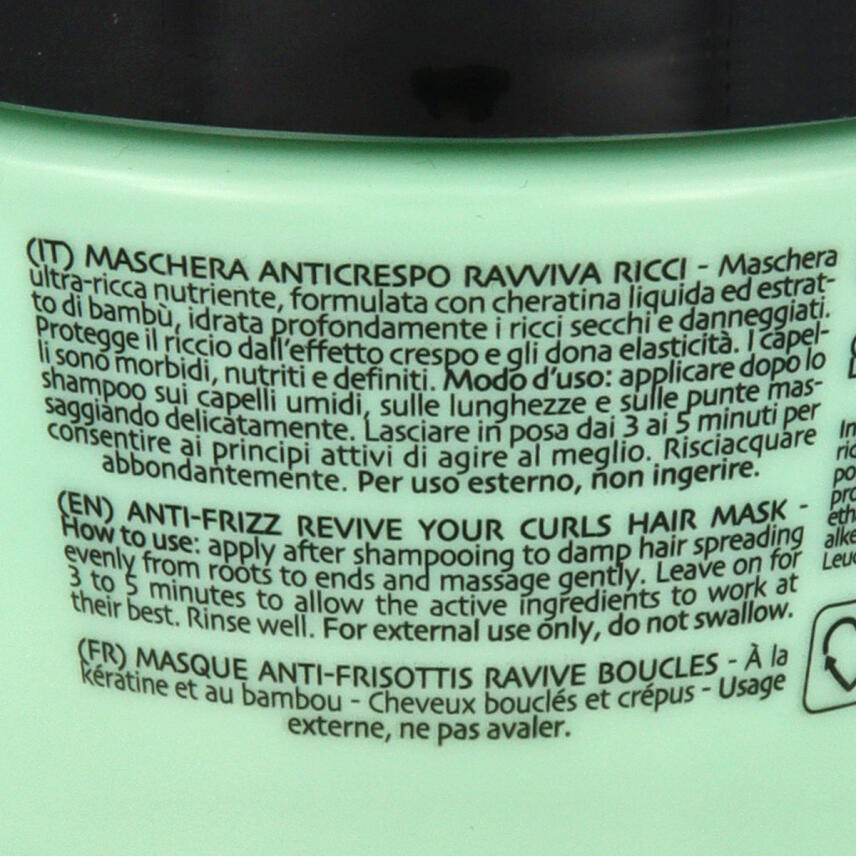 (IT) MASCHERA ANTICRESPO RAVVIVA RICCI - Maschera
ultra-ricca nutriente, formulata con cheratina liquida ed estrat-
to di bambù, idrata profondamente i ricci secchi e danneggiati.
Protegge il riccio dall'effetto crespo e gli dona elasticità. I capel-
li sono morbidi, nutriti e definiti. Modo d'uso: applicare dopo lo
shampoo sui capelli umidi, sulle lunghezze e sulle punte mas-
saggiando delicatamente. Lasciare in posa dai 3 ai 5 minuti per
consentire ai principi attivi di agire al meglio. Risciacquare
abbondantemente. Per uso esterno, non ingerire.
(EN) ANTI-FRIZZ REVIVE YOUR CURLS HAIR MASK -
How to use: apply after shampooing to damp hair spreading
evenly from roots to ends and massage gently. Leave on for
3 to 5 minutes to allow the active ingredients to work at
their best. Rinse well. For external use only, do not swallow.
(FR) MASQUE ANTI-FRISOTTIS RAVIVE BOUCLES - À la
kératine et au bambou - Cheveux bouclés et crépus - Usage
externe, ne pas avaler.